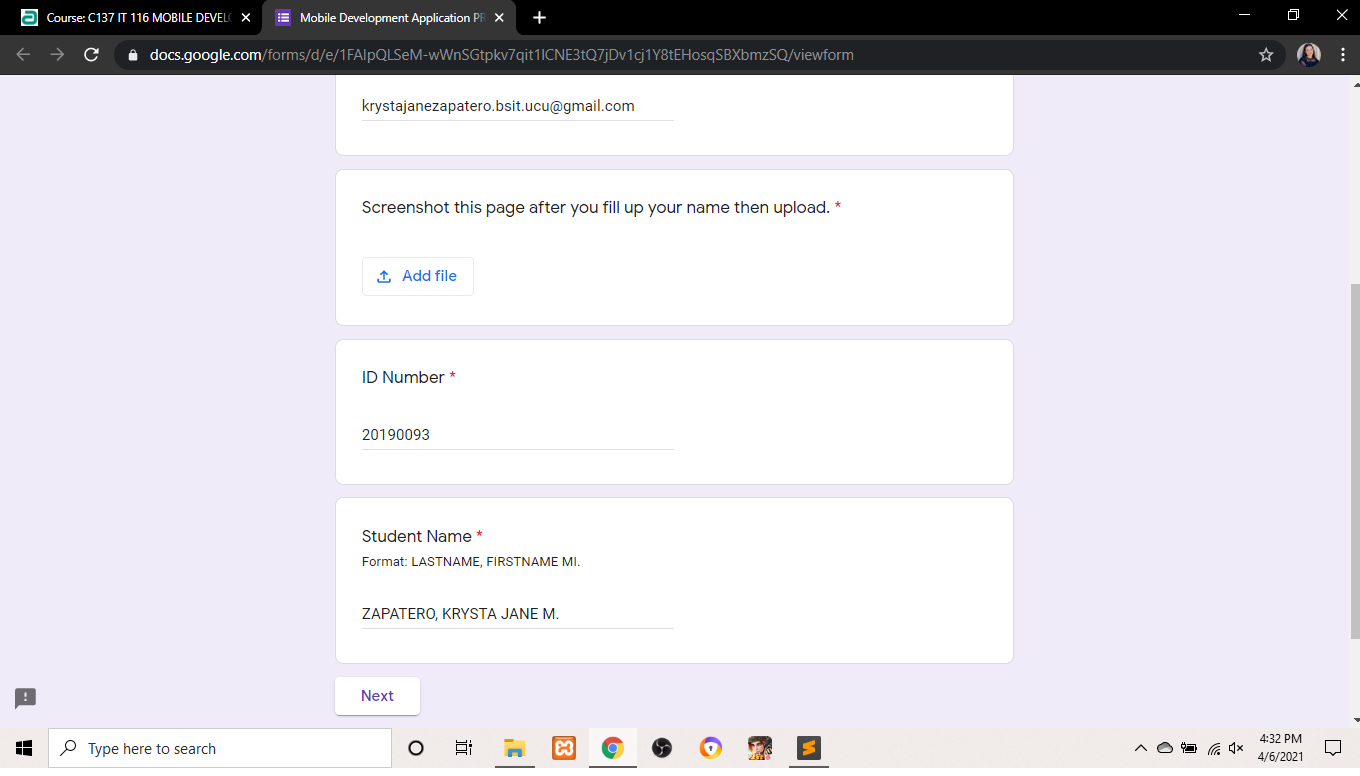 Course: C137 IT 116 MOBILE DEVEL
Mobile Development Application PR
docs.google.com/forms/d/e/1FAIpQLSeM-wWnSGtpkv7qit1ICNE3tQ7jDv1cj1Y8tEHosqSBXbmzSQ/viewform
krystajanezapatero.bsit.ucu@gmail.com
Screenshot this page after you fill up your name then upload. *
Add file
ID Number *
20190093
Student Name *
Format: LASTNAME, FIRSTNAME MI.
ZAPATERO, KRYSTA JANE M.
Next
Type here to search
4:32 PM
4/6/2021